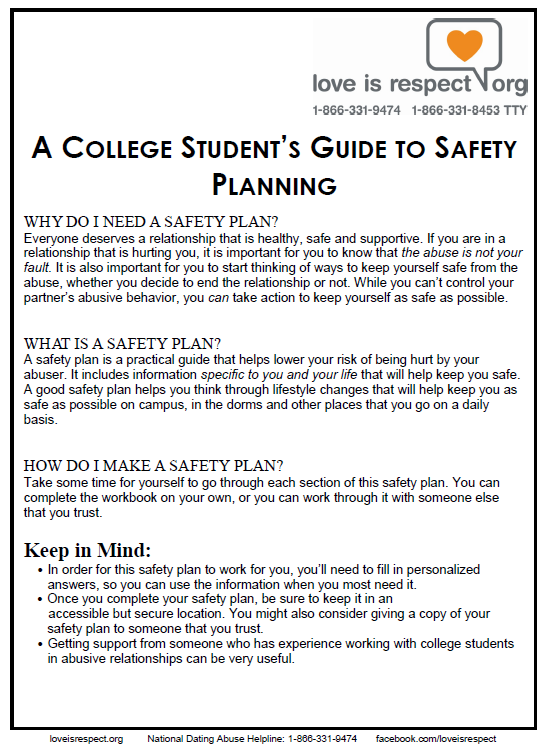 love is respect org
1-866-331-9474   1-866-331-8453 TTY
A COLLEGE STUDENT'S GUIDE TO SAFETY
PLANNING
WHY DO I NEED A SAFETY PLAN?
Everyone deserves a relationship that is healthy, safe and supportive. If you are in a
relationship that is hurting you, it is important for you to know that the abuse is not your
fault. It is also important for you to start thinking of ways to keep yourself safe from the
abuse, whether you decide to end the relationship or not. While you can't control your
partner's abusive behavior, you can take action to keep yourself as safe as possible.
WHAT IS A SAFETY PLAN?
A safety plan is a practical guide that helps lower your risk of being hurt by your
abuser. It includes information specific to you and your life that will help keep you safe.
A good safety plan helps you think through lifestyle changes that will help keep you as
safe as possible on campus, in the dorms and other places that you go on a daily
basis.
HOW DO I MAKE A SAFETY PLAN?
Take some time for yourself to go through each section of this safety plan. You can
complete the workbook on your own, or you can work through it with someone else
that you trust.
Keep in Mind:
• In order for this safety plan to work for you, you'll need to fill in personalized
answers, so you can use the information when you most need it.
• Once you complete your safety plan, be sure to keep it in an
accessible but secure location. You might also consider giving a copy of your
safety plan to someone that you trust.
• Getting support from someone who has experience working with college students
in abusive relationships can be very useful.
loveisrespect.org   National Dating Abuse Helpline: 1-866-331-9474   facebook.com/loveisrespect